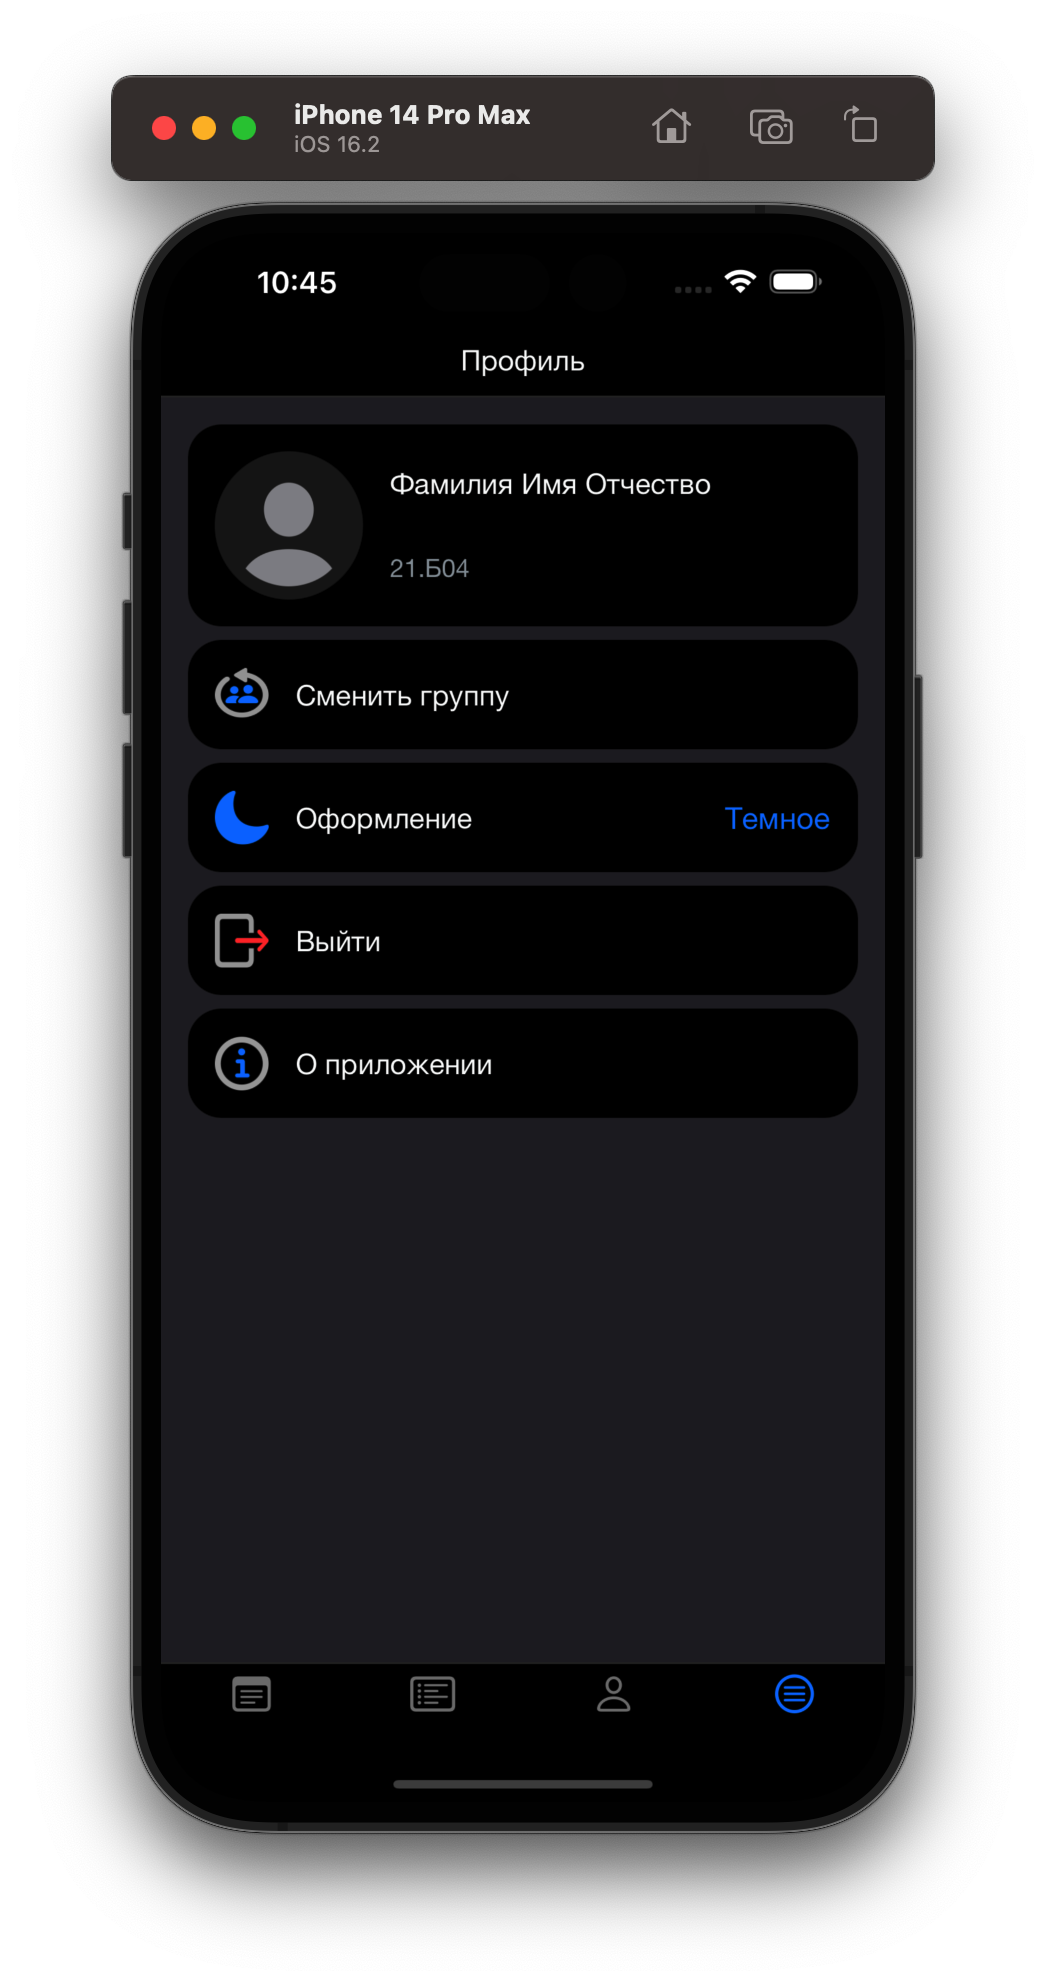 iPhone 14 Pro Max
iOS 16.2
10:45
Профиль
Фамилия Имя Отчество
21.Б04
Сменить группу
Оформление Темное
Выйти
О приложении